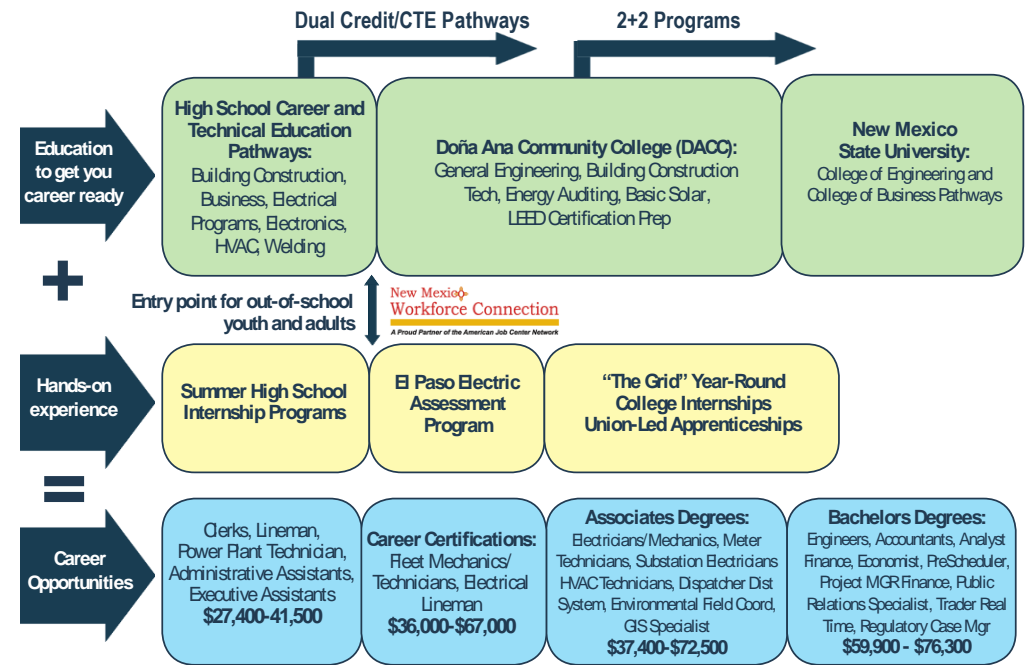 Dual Credit/CTE Pathways
2+2 Programs
Education
to get you
career ready
High School Career and
Technical Education
Pathways:
Building Construction,
Business, Electrical
Programs, Electronics,
HVAC, Welding
Doña Ana Community College (DACC):
General Engineering, Building Construction
Tech, Energy Auditing, Basic Solar,
LEED Certification Prep
New Mexico
State University:
College of Engineering and
College of Business Pathways
+
Entry point for out-of-school
youth and adults
New Mexico
Workforce Connection
A Proud Partner of the American Job Center Network
Hands-on
experience
Summer High School
Internship Programs
El Paso Electric
Assessment
Program
“The Grid” Year-Round
College Internships
Union-Led Apprenticeships
=
Career
Opportunities
Clerks, Lineman,
Power Plant Technician,
Administrative Assistants,
Executive Assistants
$27,400-41,500
Career Certifications:
Fleet Mechanics/
Technicians, Electrical
Lineman
$36,000-$67,000
Associates Degrees:
Electricians/Mechanics, Meter
Technicians, Substation Electricians
HVAC Technicians, Dispatcher Dist
System, Environmental Field Coord,
GIS Specialist
$37,400-$72,500
Bachelors Degrees:
Engineers, Accountants, Analyst
Finance, Economist, PreScheduler,
Project MGR Finance, Public
Relations Specialist, Trader Real
Time, Regulatory Case Mgr
$59,900 - $76,300